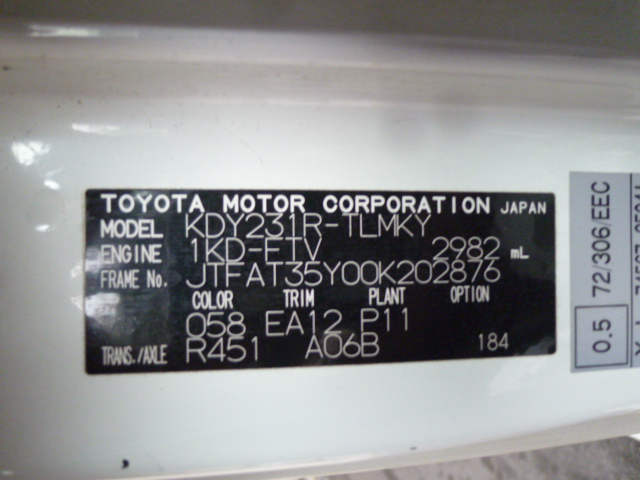 TOYOTA MOTOR CORPORATION JAPAN
MODEL KDY231R-TLMKY
ENGINE 1KD-FTV 2982 mL
FRAME No. JTFAT35Y00K202876
COLOR TRIM PLANT OPTION
058 EA12 P11
TRANS./AXLE R451 A06B 184
0.5 72/306/EEC